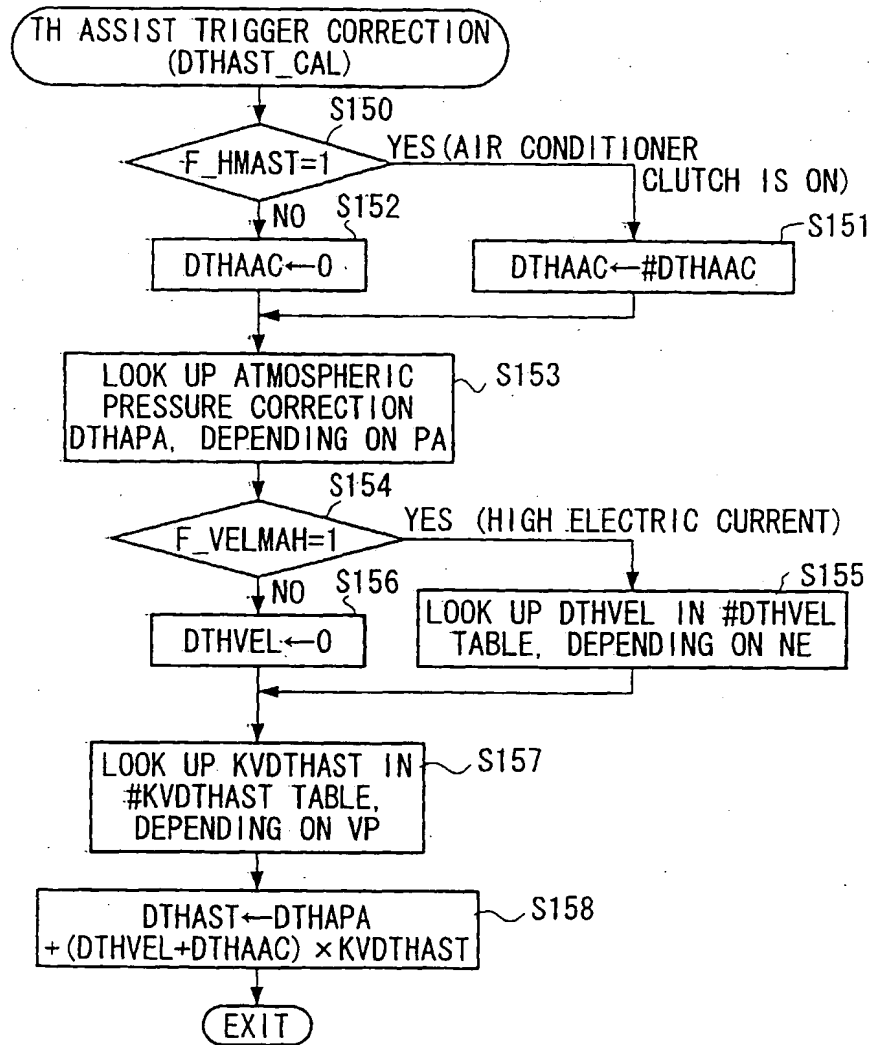 TH ASSIST TRIGGER CORRECTION
(DTHAST_CAL)
S150
F_HMAST=1
YES(AIR CONDITIONER
CLUTCH IS ON)
NO
S152
DTHAAC←0
S151
DTHAAC←#DTHAAC
LOOK UP ATMOSPHERIC
PRESSURE CORRECTION
DTHAPA, DEPENDING ON PA
S153
S154
F_VELMAH=1
YES (HIGH ELECTRIC CURRENT)
NO
S156
DTHVEL←0
S155
LOOK UP DTHVEL IN #DTHVEL
TABLE, DEPENDING ON NE
LOOK UP KVDTHAST IN
#KVDTHAST TABLE,
DEPENDING ON VP
S157
DTHAST←DTHAPA
+(DTHVEL+DTHAAC) ×KVDTHAST
S158
EXIT